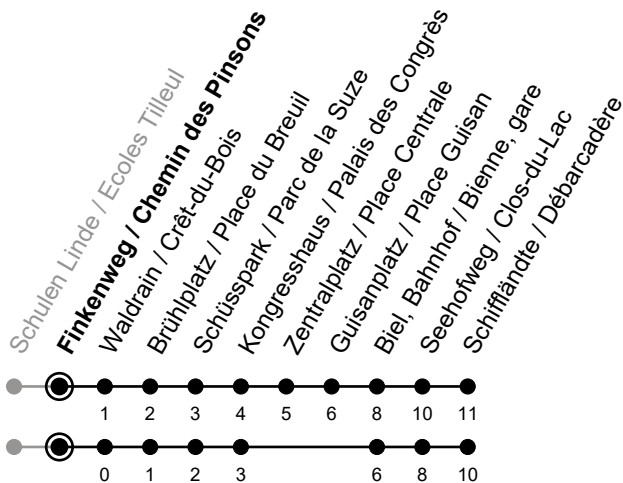 Schulen Linde / Ecoles Tilleul
Finkenweg / Chemin des Pinsons
Waldrain / Crêt-du-Bois
Brühlplatz / Place du Breuil
Schüsspark / Parc de la Suze
Kongresshaus / Palais des Congrès
Zentralplatz / Place Centrale
Guisanplatz / Place Guisan
Biel, Bahnhof / Bienne, gare
Seehofweg / Clos-du-Lac
Schiffländte / Débarcadère
1 2 3 4 5 6 8 10 11
0 1 2 3 6 8 10